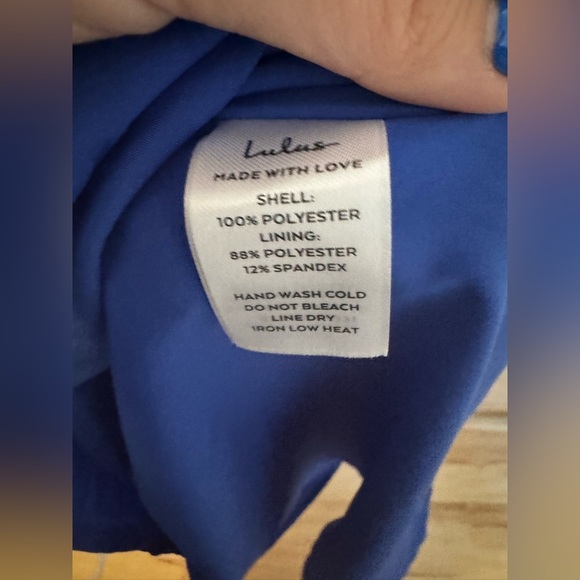 Lulus
MADE WITH LOVE
SHELL:
100% POLYESTER
LINING:
88% POLYESTER
12% SPANDEX
HAND WASH COLD
DO NOT BLEACH
LINE DRY
IRON LOW HEAT